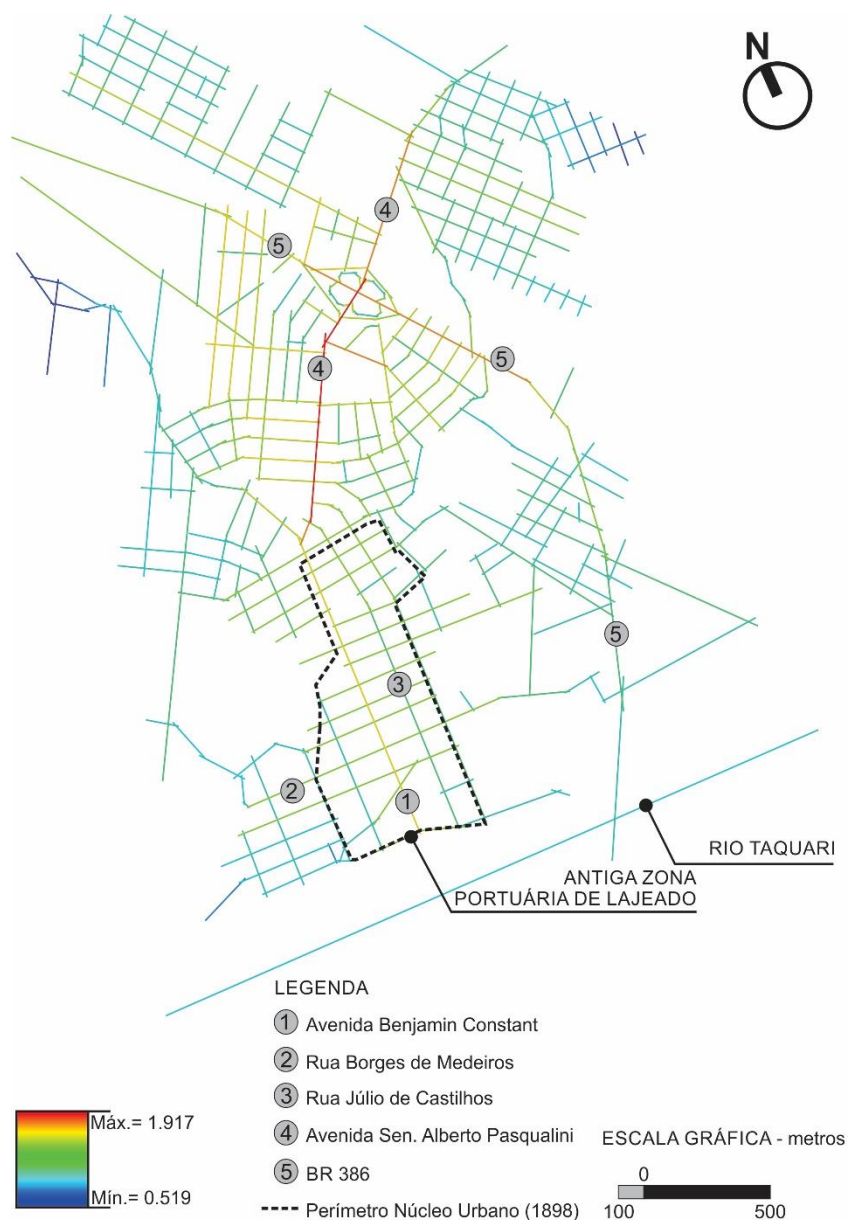 N
4
5
5
4
5
3
2
1
RIO TAQUARI
ANTIGA ZONA
PORTUÁRIA DE LAJEADO
LEGENDA
1 Avenida Benjamin Constant
2 Rua Borges de Medeiros
3 Rua Júlio de Castilhos
4 Avenida Sen. Alberto Pasqualini
5 BR 386
Perímetro Núcleo Urbano (1898)
Máx.= 1.917
Mín.= 0.519
ESCALA GRÁFICA - metros
0
100 500